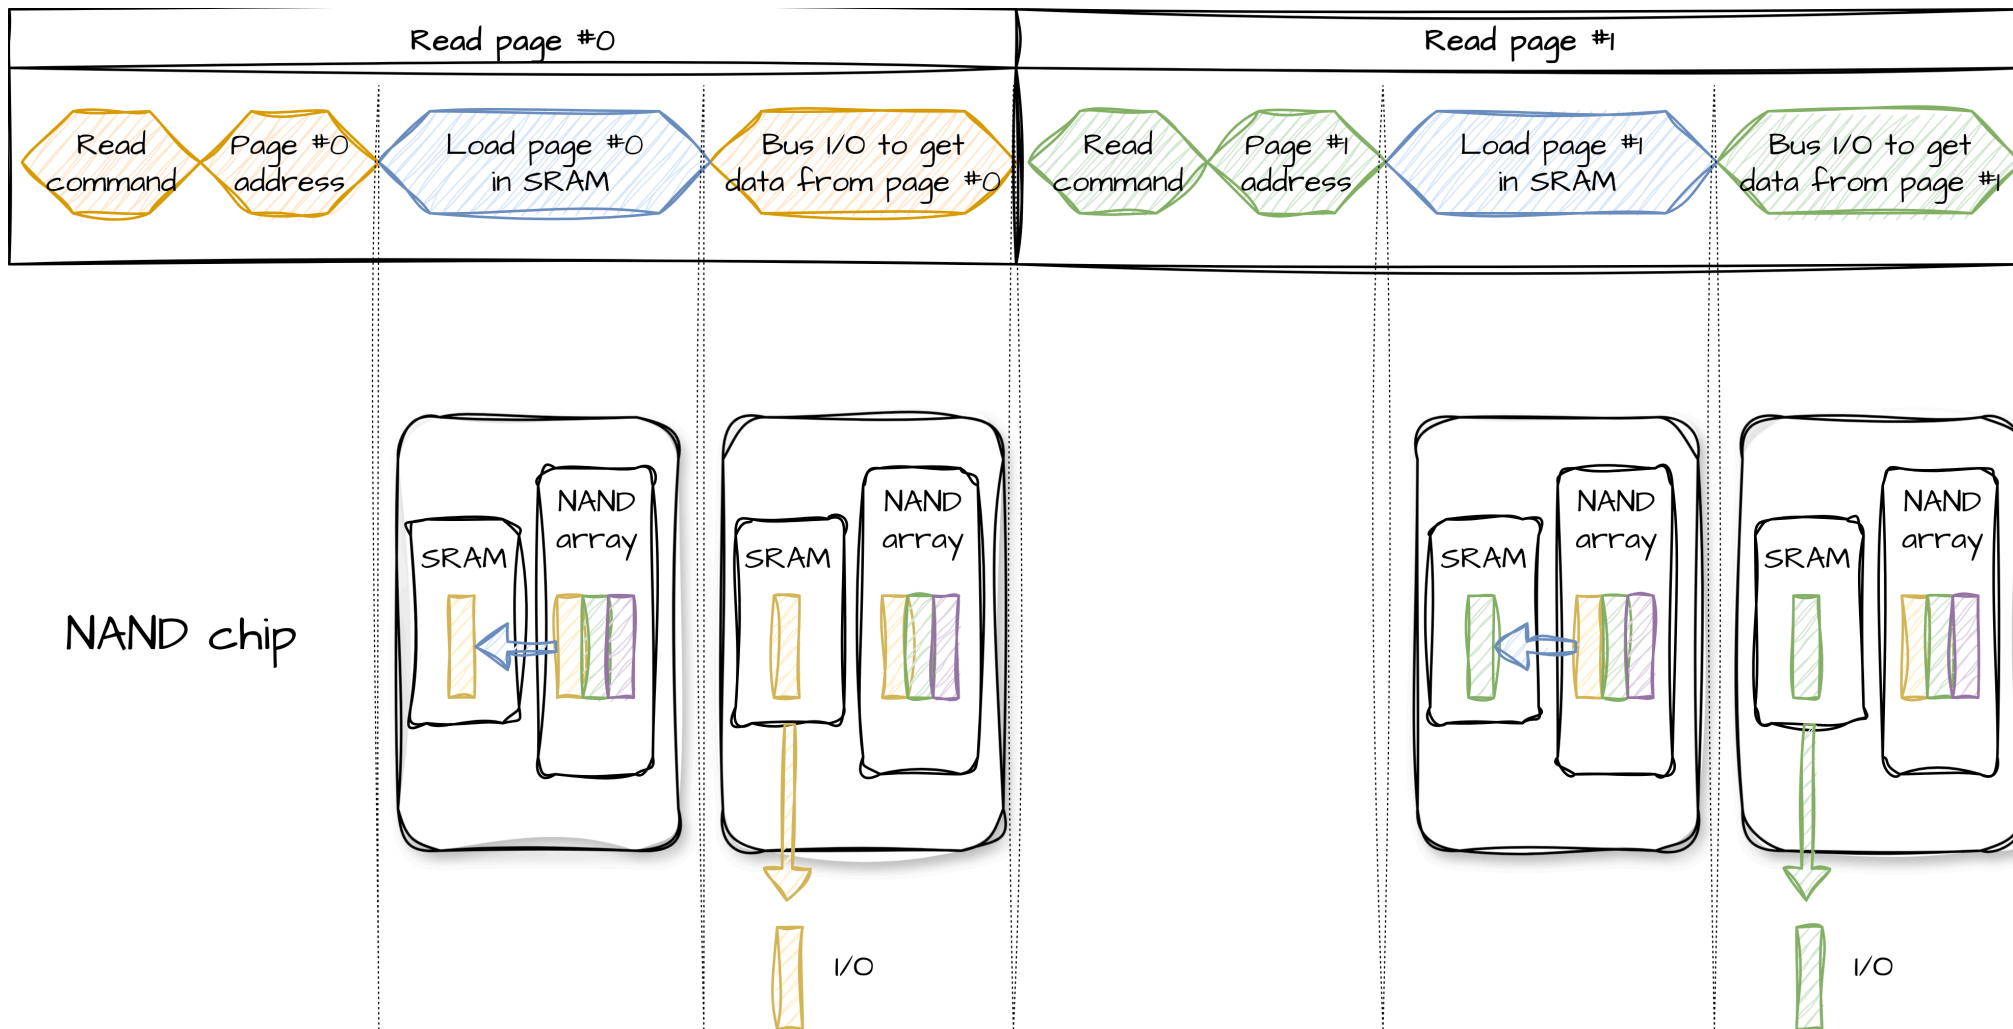 Read page #0
Read page #1
Read
command
Page #0
address
Load page #0
in SRAM
Bus I/O to get
data from page #0
Read
command
Page #1
address
Load page #1
in SRAM
Bus I/O to get
data from page #1
NAND chip
SRAM
NAND
array
SRAM
NAND
array
I/O
SRAM
NAND
array
SRAM
NAND
array
I/O